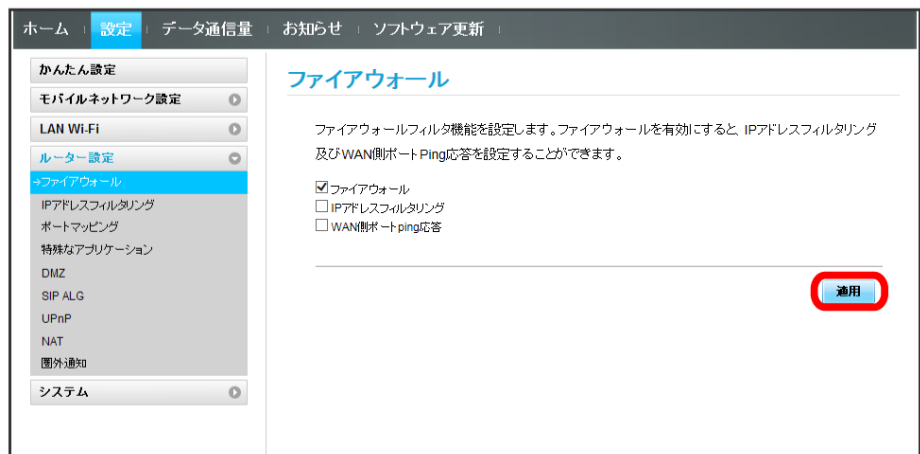 ホーム 設定 データ通信量 お知らせ ソフトウェア更新
かんたん設定
モバイルネットワーク設定
LAN Wi-Fi
ルーター設定
→ファイアウォール
IPアドレスフィルタリング
ポートマッピング
特殊なアプリケーション
DMZ
SIP ALG
UPnP
NAT
圏外通知
システム
ファイアウォール
ファイアウォールフィルタ機能を設定します。ファイアウォールを有効にすると、IPアドレスフィルタリング
及びWAN側ポートPing応答を設定することができます。
ファイアウォール
IPアドレスフィルタリング
WAN側ポートping応答
適用